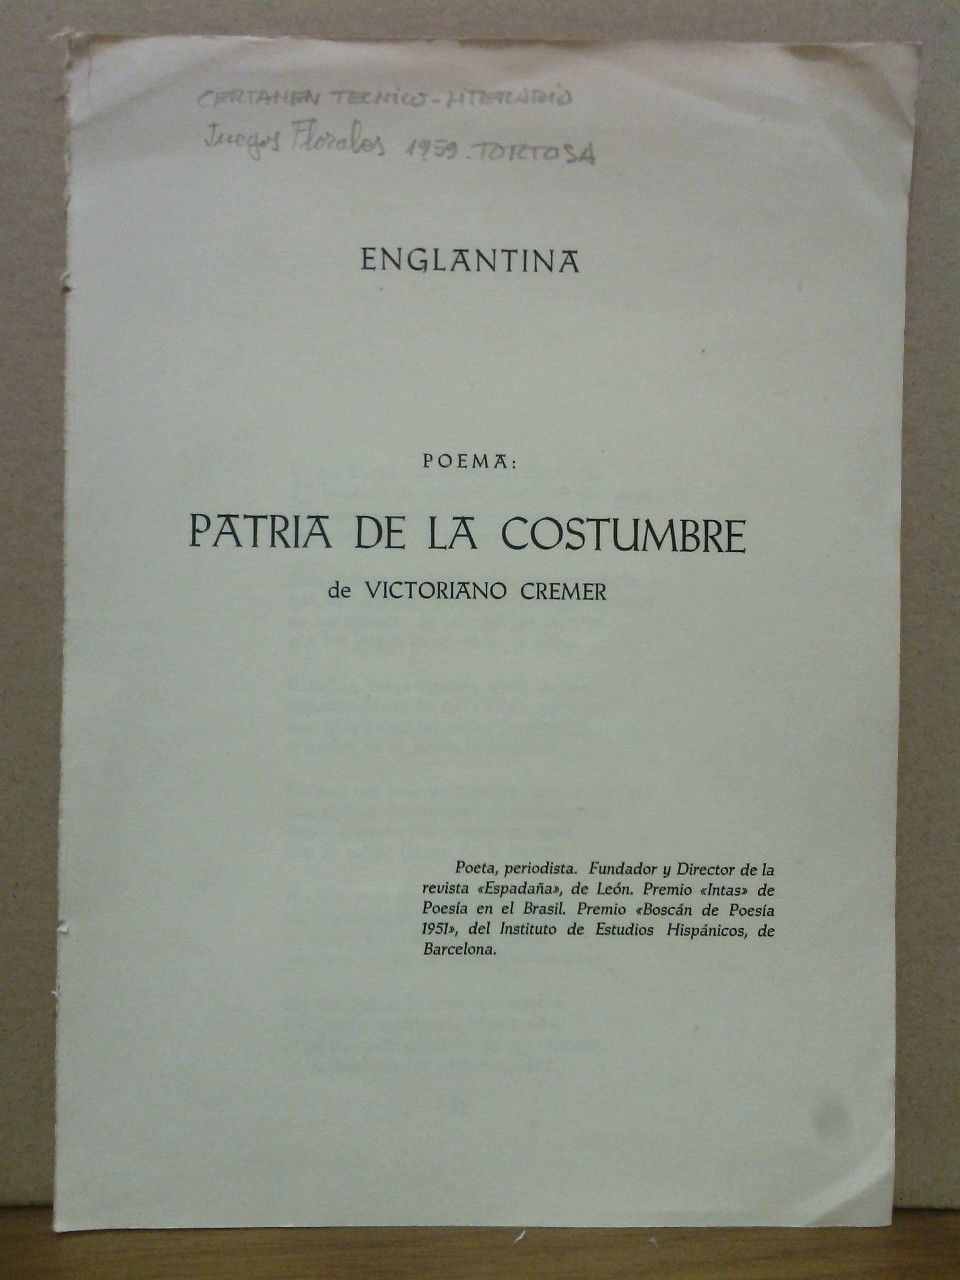 CERTAMEN TECNICO-LITERARIO
Juegos Florales 1959. TORTOSA
ENGLANTINA
POEMA:
PATRIA DE LA COSTUMBRE
de VICTORIANO CREMER
Poeta, periodista. Fundador y Director de la
revista «Espadaña», de León. Premio «Intas» de
Poesía en el Brasil. Premio «Boscán de Poesía
1951», del Instituto de Estudios Hispánicos, de
Barcelona.